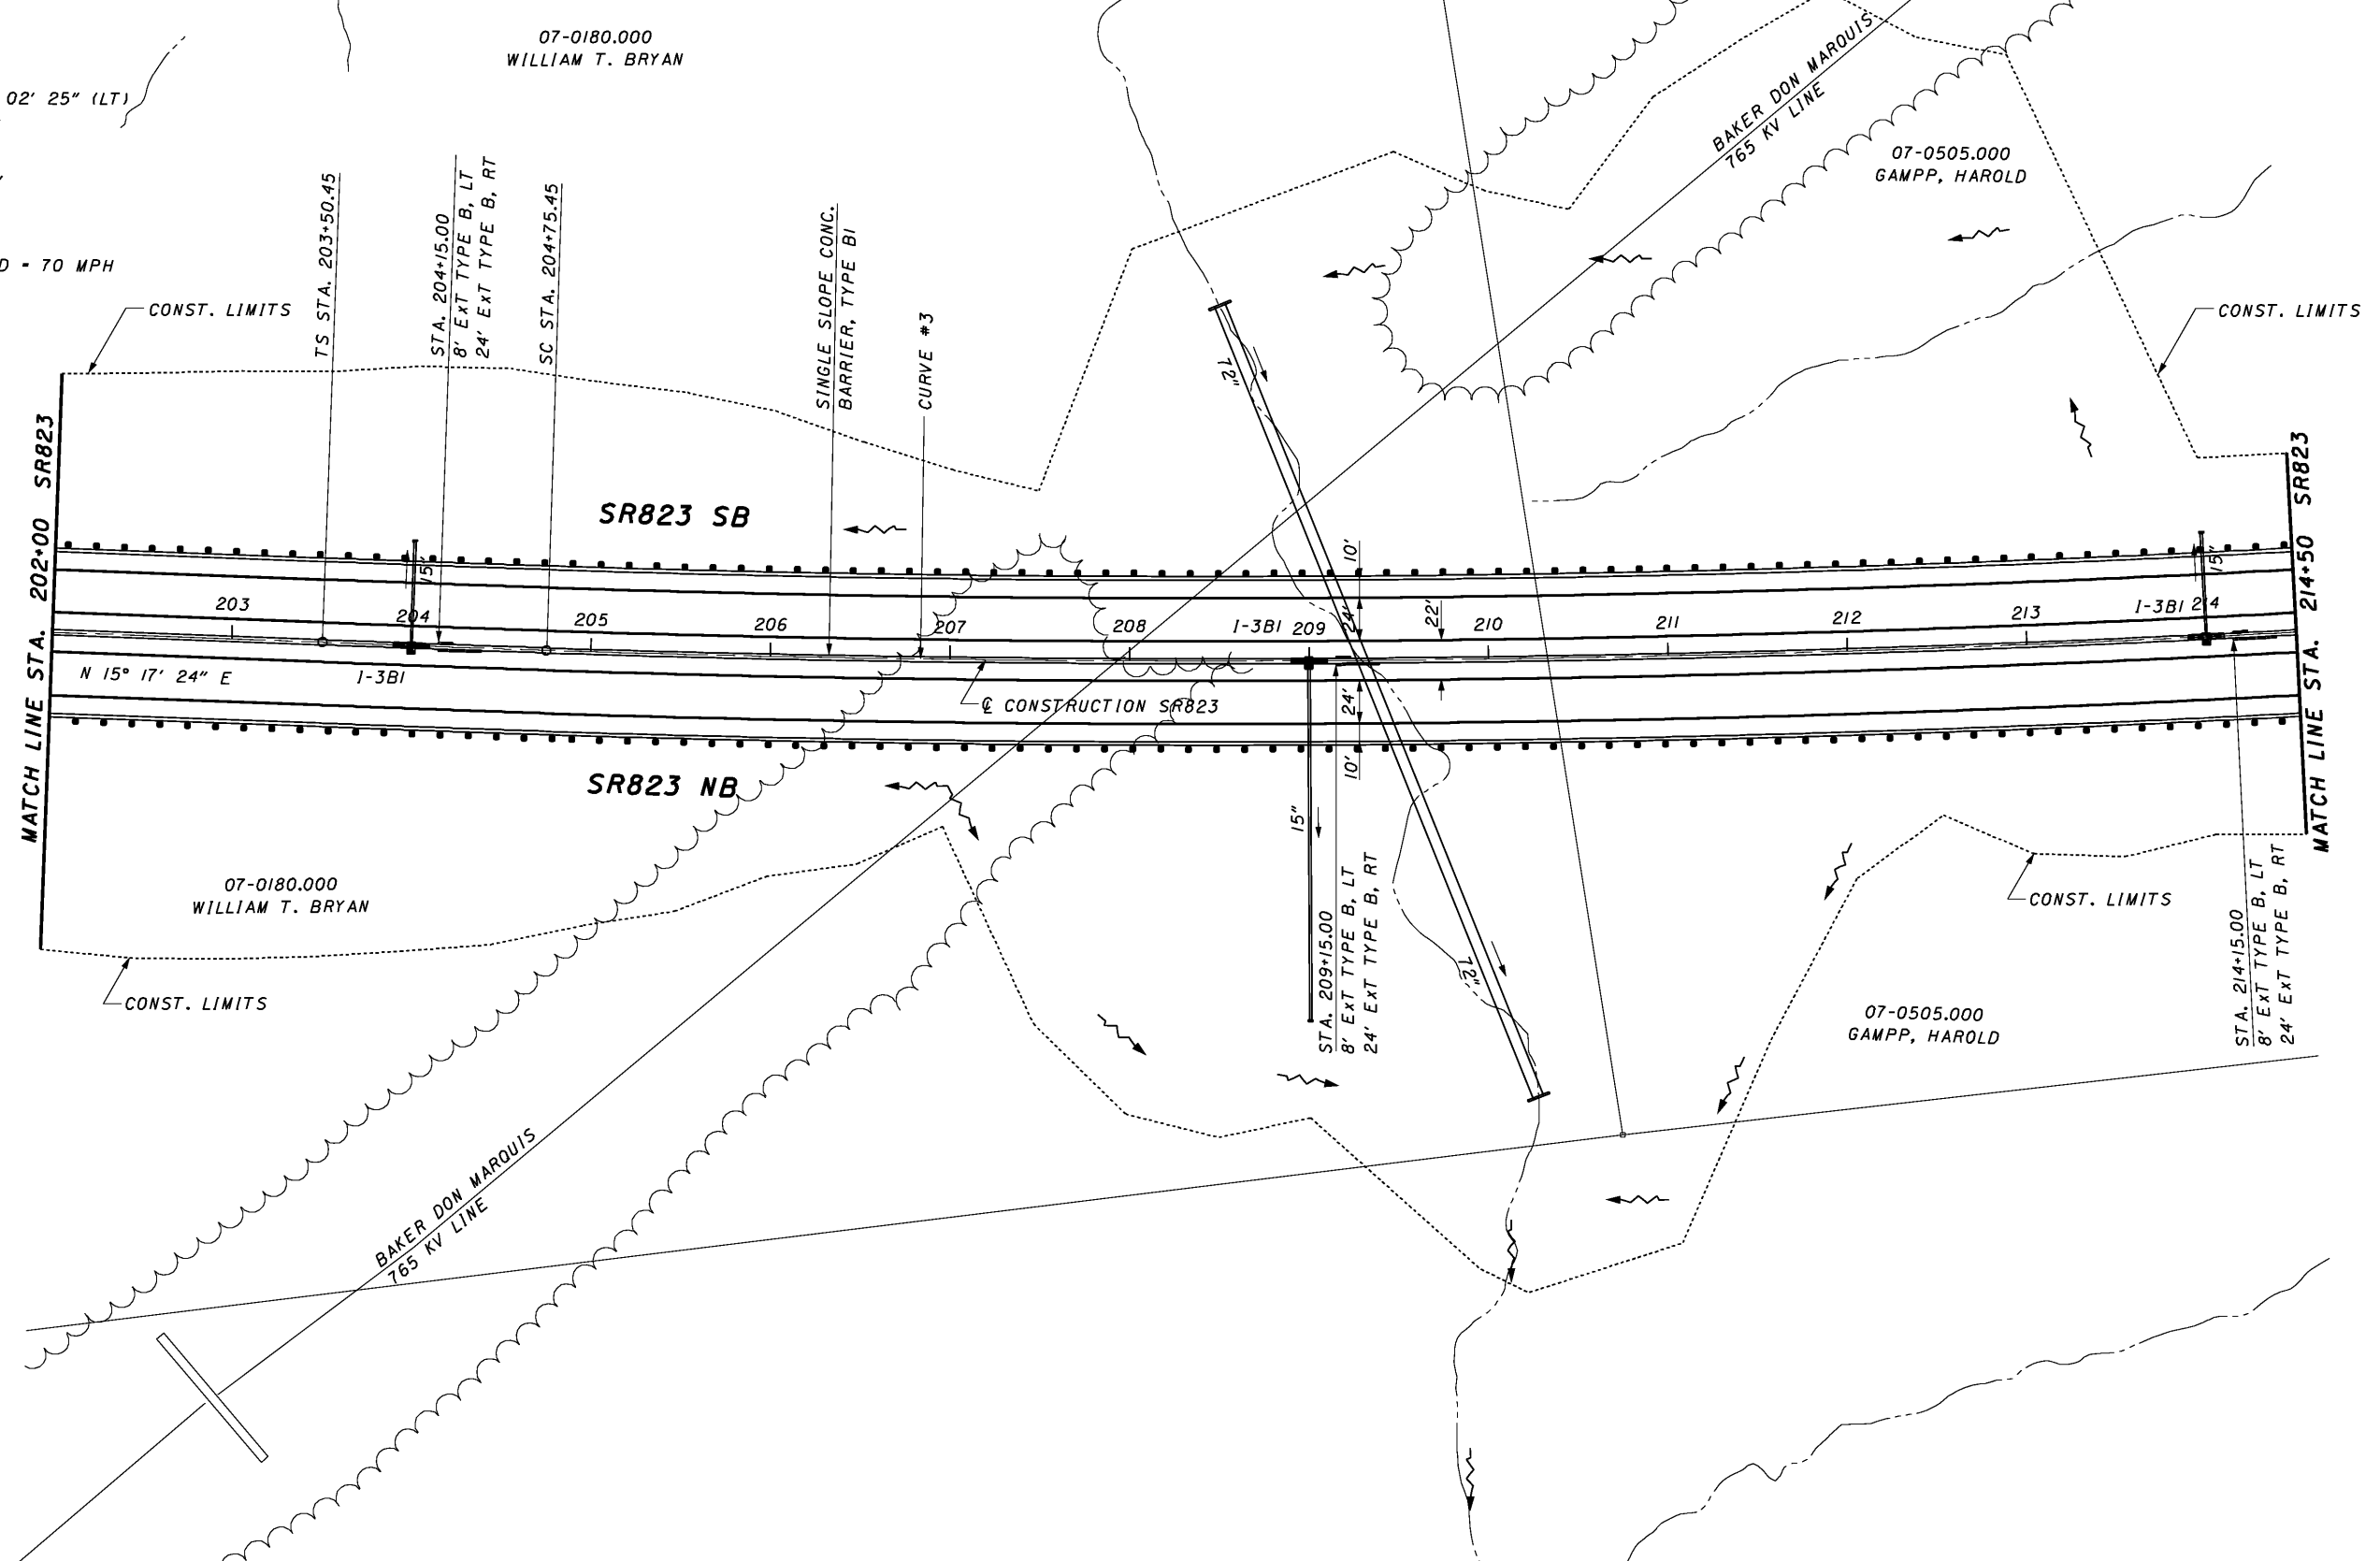 07-0180.000
WILLIAM T. BRYAN
02' 25" (LT)
D = 70 MPH
CONST. LIMITS
TS STA. 203+50.45
STA. 204+15.00
8' ExT TYPE B, LT
24' ExT TYPE B, RT
SC STA. 204+75.45
SINGLE SLOPE CONC.
BARRIER, TYPE B1
CURVE #3
BAKER DON MARQUIS
765 KV LINE
07-0505.000
GAMPP, HAROLD
CONST. LIMITS
72"
MATCH LINE STA. 202+00 SR823
SR823 SB
MATCH LINE STA. 214+50 SR823
15'
10'
24'
22'
15'
203
204
205
206
207
208
1-3B1
209
210
211
212
213
1-3B1
214
N 15° 17' 24" E
1-3B1
℄ CONSTRUCTION SR823
24'
10'
SR823 NB
15"
STA. 209+15.00
8' ExT TYPE B, LT
24' ExT TYPE B, RT
72"
07-0180.000
WILLIAM T. BRYAN
CONST. LIMITS
CONST. LIMITS
07-0505.000
GAMPP, HAROLD
STA. 214+15.00
8' ExT TYPE B, LT
24' ExT TYPE B, RT
BAKER DON MARQUIS
765 KV LINE